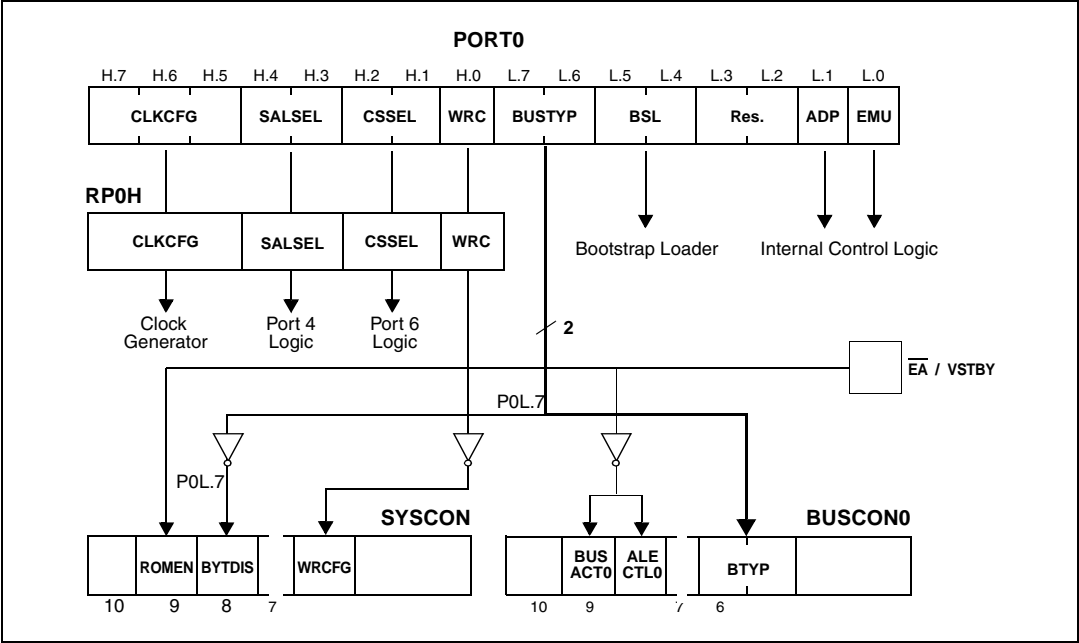 PORT0
H.7 H.6 H.5 H.4 H.3 H.2 H.1 H.0 L.7 L.6 L.5 L.4 L.3 L.2 L.1 L.0
CLKCFG SALSEL CSSEL WRC BUSTYP BSL Res. ADP EMU
RP0H
CLKCFG SALSEL CSSEL WRC
Bootstrap Loader Internal Control Logic
Clock Generator
Port 4 Logic
Port 6 Logic
2
EA / VSTBY
P0L.7
P0L.7
SYSCON BUSCON0
ROMEN BYTDIS WRCFG BUS ACT0 ALE CTL0 BTYP
10 9 8 7 10 9 7 6